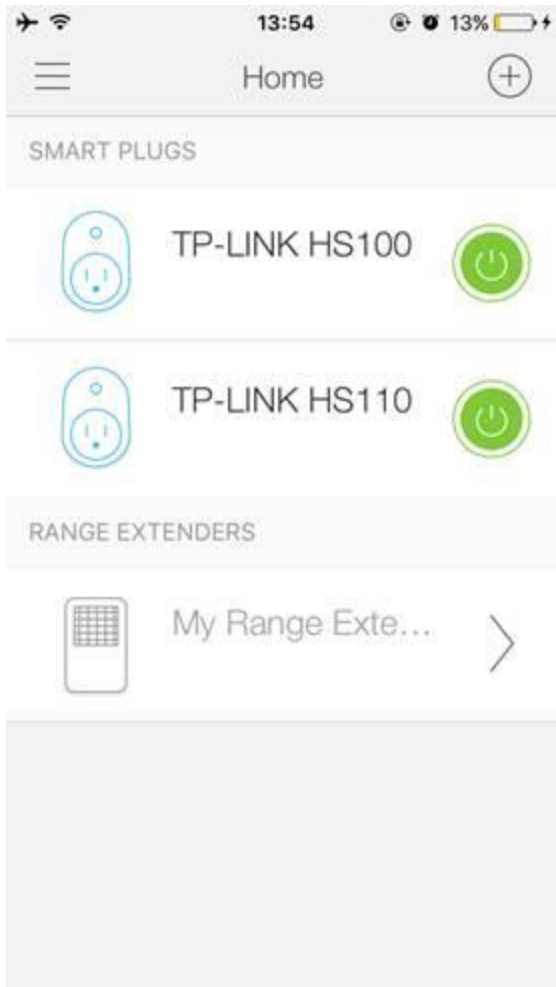 13:54 13%
Home
SMART PLUGS
TP-LINK HS100
TP-LINK HS110
RANGE EXTENDERS
My Range Exte...